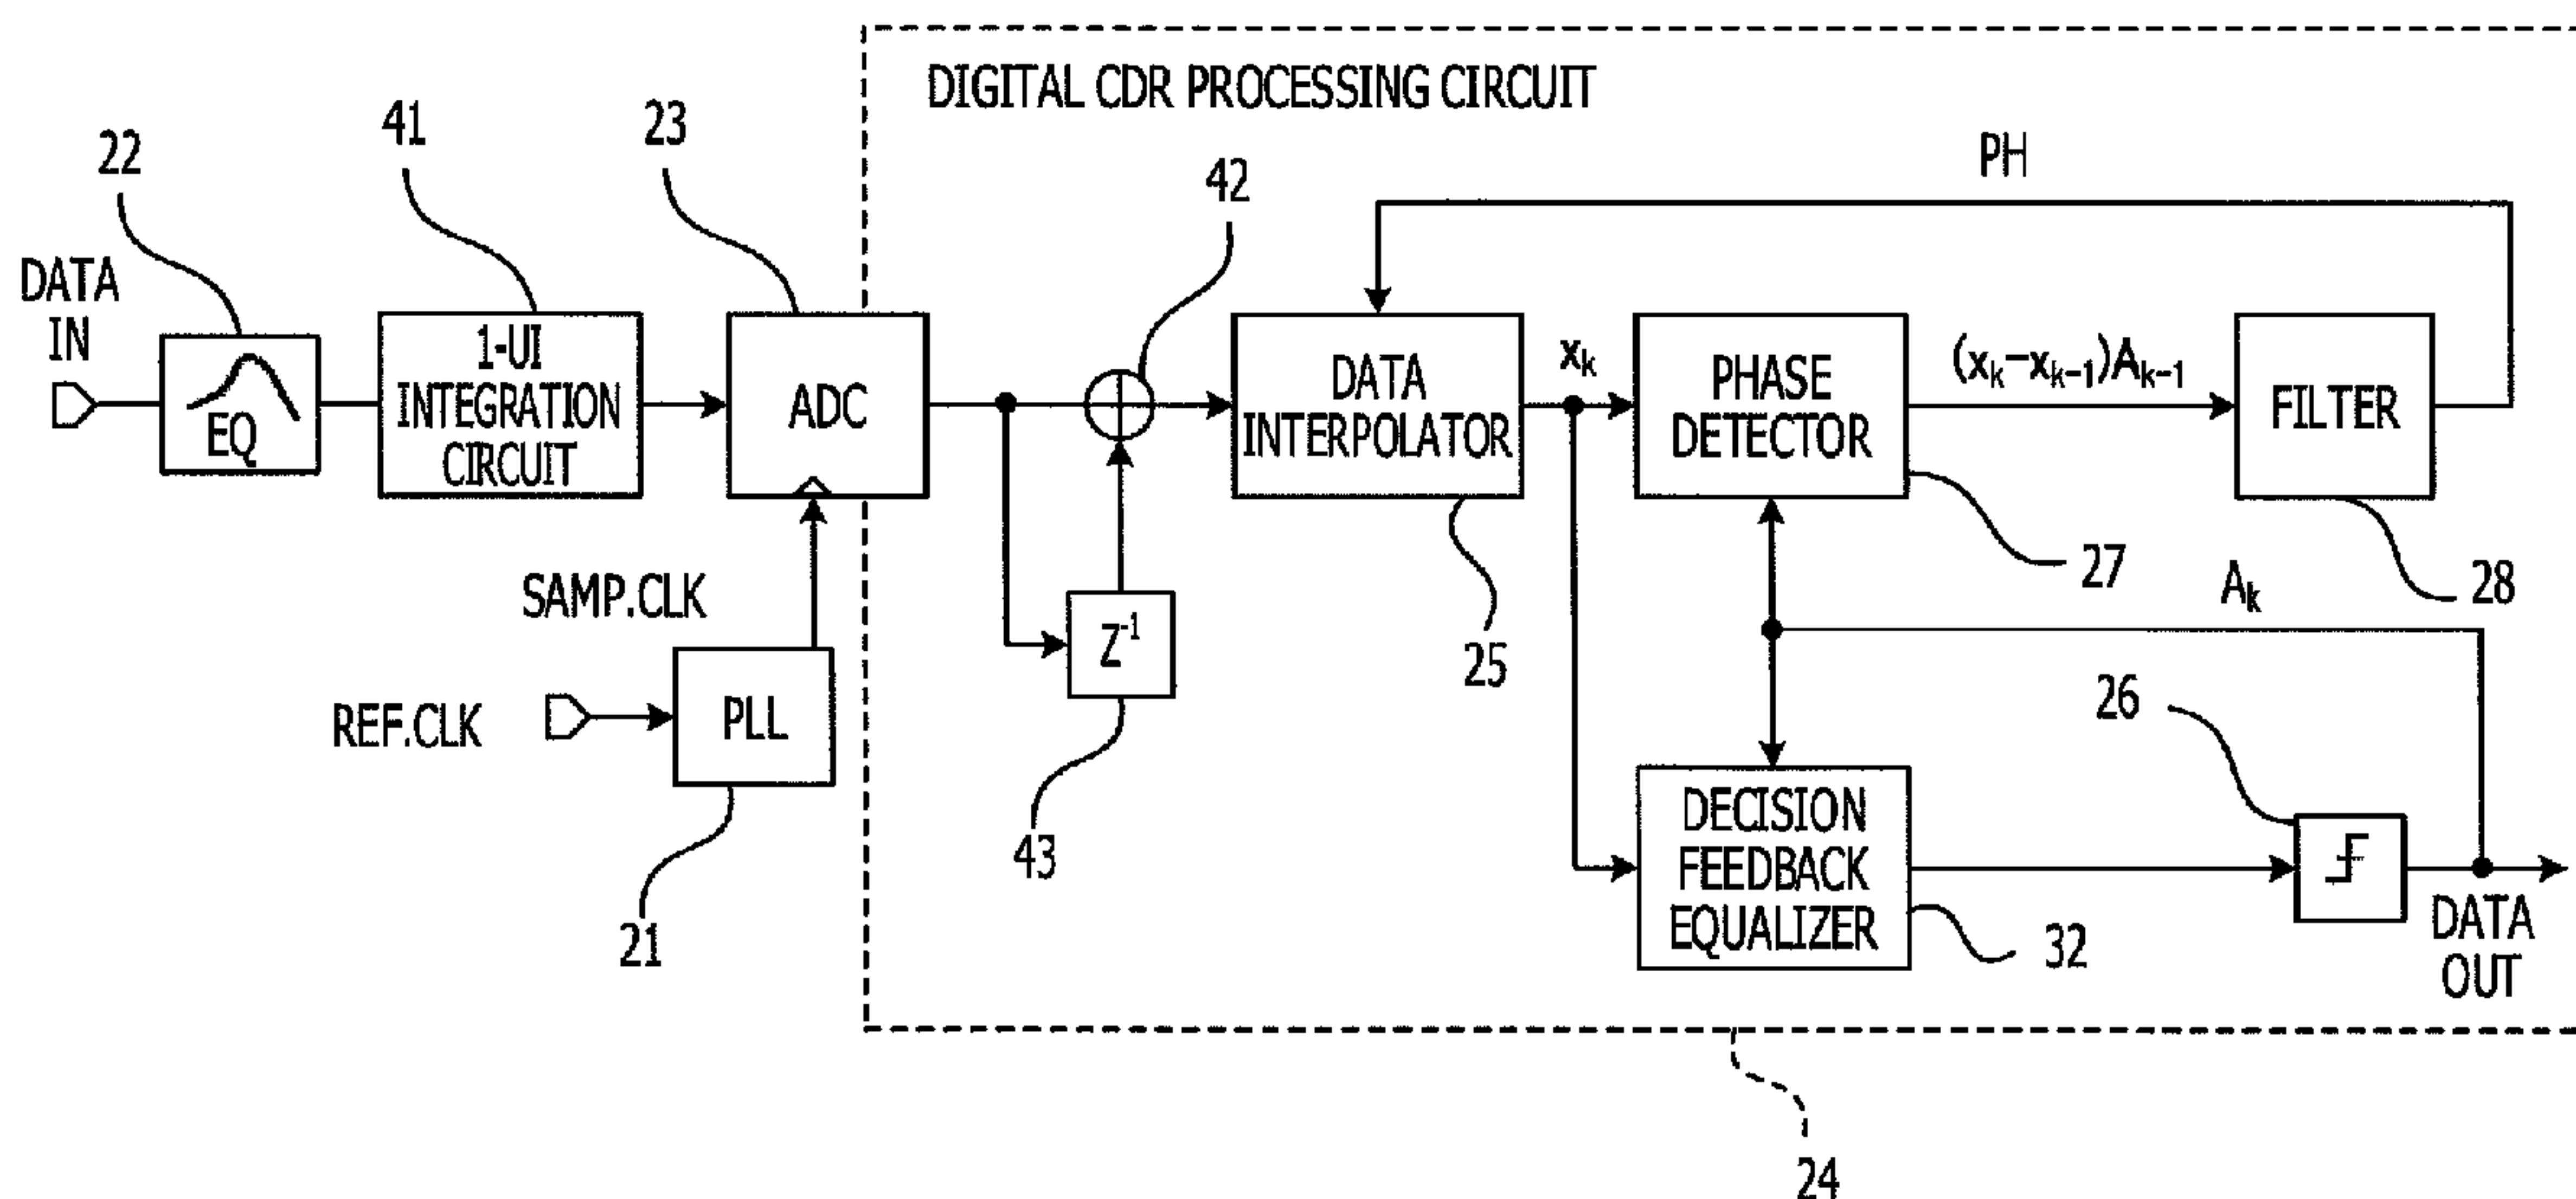 DIGITAL CDR PROCESSING CIRCUIT
22
41
23
42
PH
DATA
IN
EQ
1-UI
INTEGRATION
CIRCUIT
ADC
DATA
INTERPOLATOR
xk
PHASE
DETECTOR
(xk-xk-1)Ak-1
FILTER
SAMP.CLK
Z-1
25
27
Ak
28
REF.CLK
PLL
21
43
DECISION
FEEDBACK
EQUALIZER
32
26
DATA
OUT
24